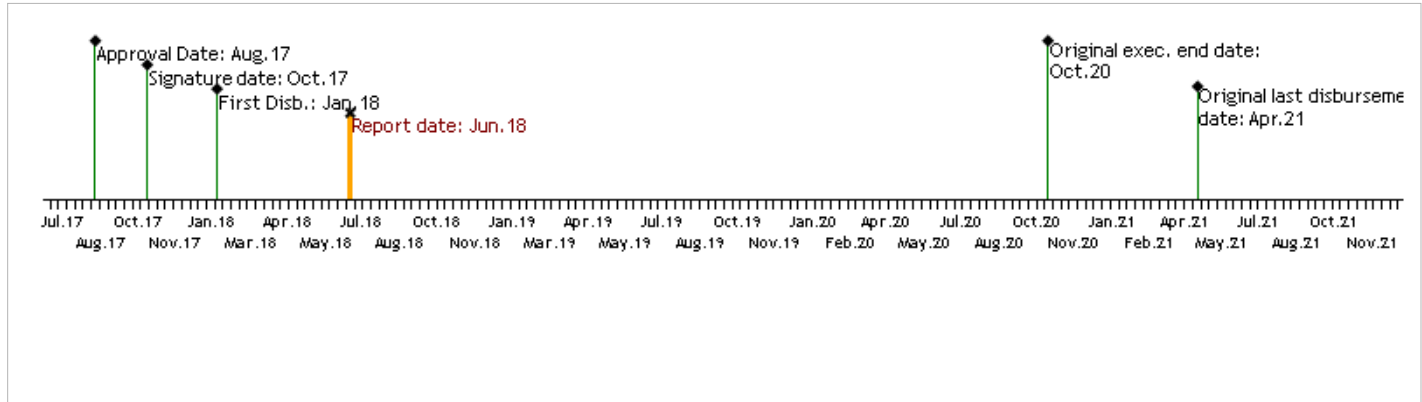 Approval Date: Aug.17
Signature date: Oct.17
First Disb.: Jan.18
Report date: Jun.18
Original exec. end date:
Oct.20
Original last disburseme
date: Apr.21
Jul.17 Oct.17 Jan.18 Apr.18 Jul.18 Oct.18 Jan.19 Apr.19 Jul.19 Oct.19 Jan.20 Apr.20 Jul.20 Oct.20 Jan.21 Apr.21 Jul.21 Oct.21
Aug.17 Nov.17 Mar.18 May.18 Aug.18 Nov.18 Mar.19 May.19 Aug.19 Nov.19 Feb.20 May.20 Aug.20 Nov.20 Feb.21 May.21 Aug.21 Nov.21